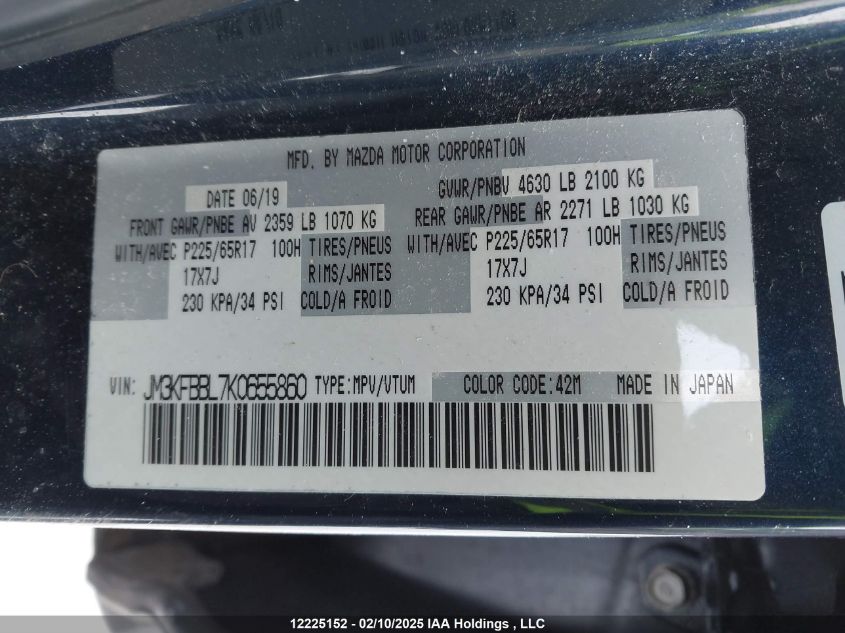 MFD. BY MAZDA MOTOR CORPORATION
DATE 06/19 GVWR/PNBV 4630 LB 2100 KG
FRONT GAWR/PNBE AV 2359 LB 1070 KG REAR GAWR/PNBE AR 2271 LB 1030 KG
WITH/AVEC P225/65R17 100H TIRES/PNEUS WITH/AVEC P225/65R17 100H TIRES/PNEUS
17X7J RIMS/JANTES 17X7J RIMS/JANTES
230 KPA/34 PSI COLD/A FROID 230 KPA/34 PSI COLD/A FROID
VIN: JM3KFBBL7K0655860 TYPE:MPV/VTUM COLOR CODE:42M MADE IN JAPAN
12225152 - 02/10/2025 IAA Holdings , LLC